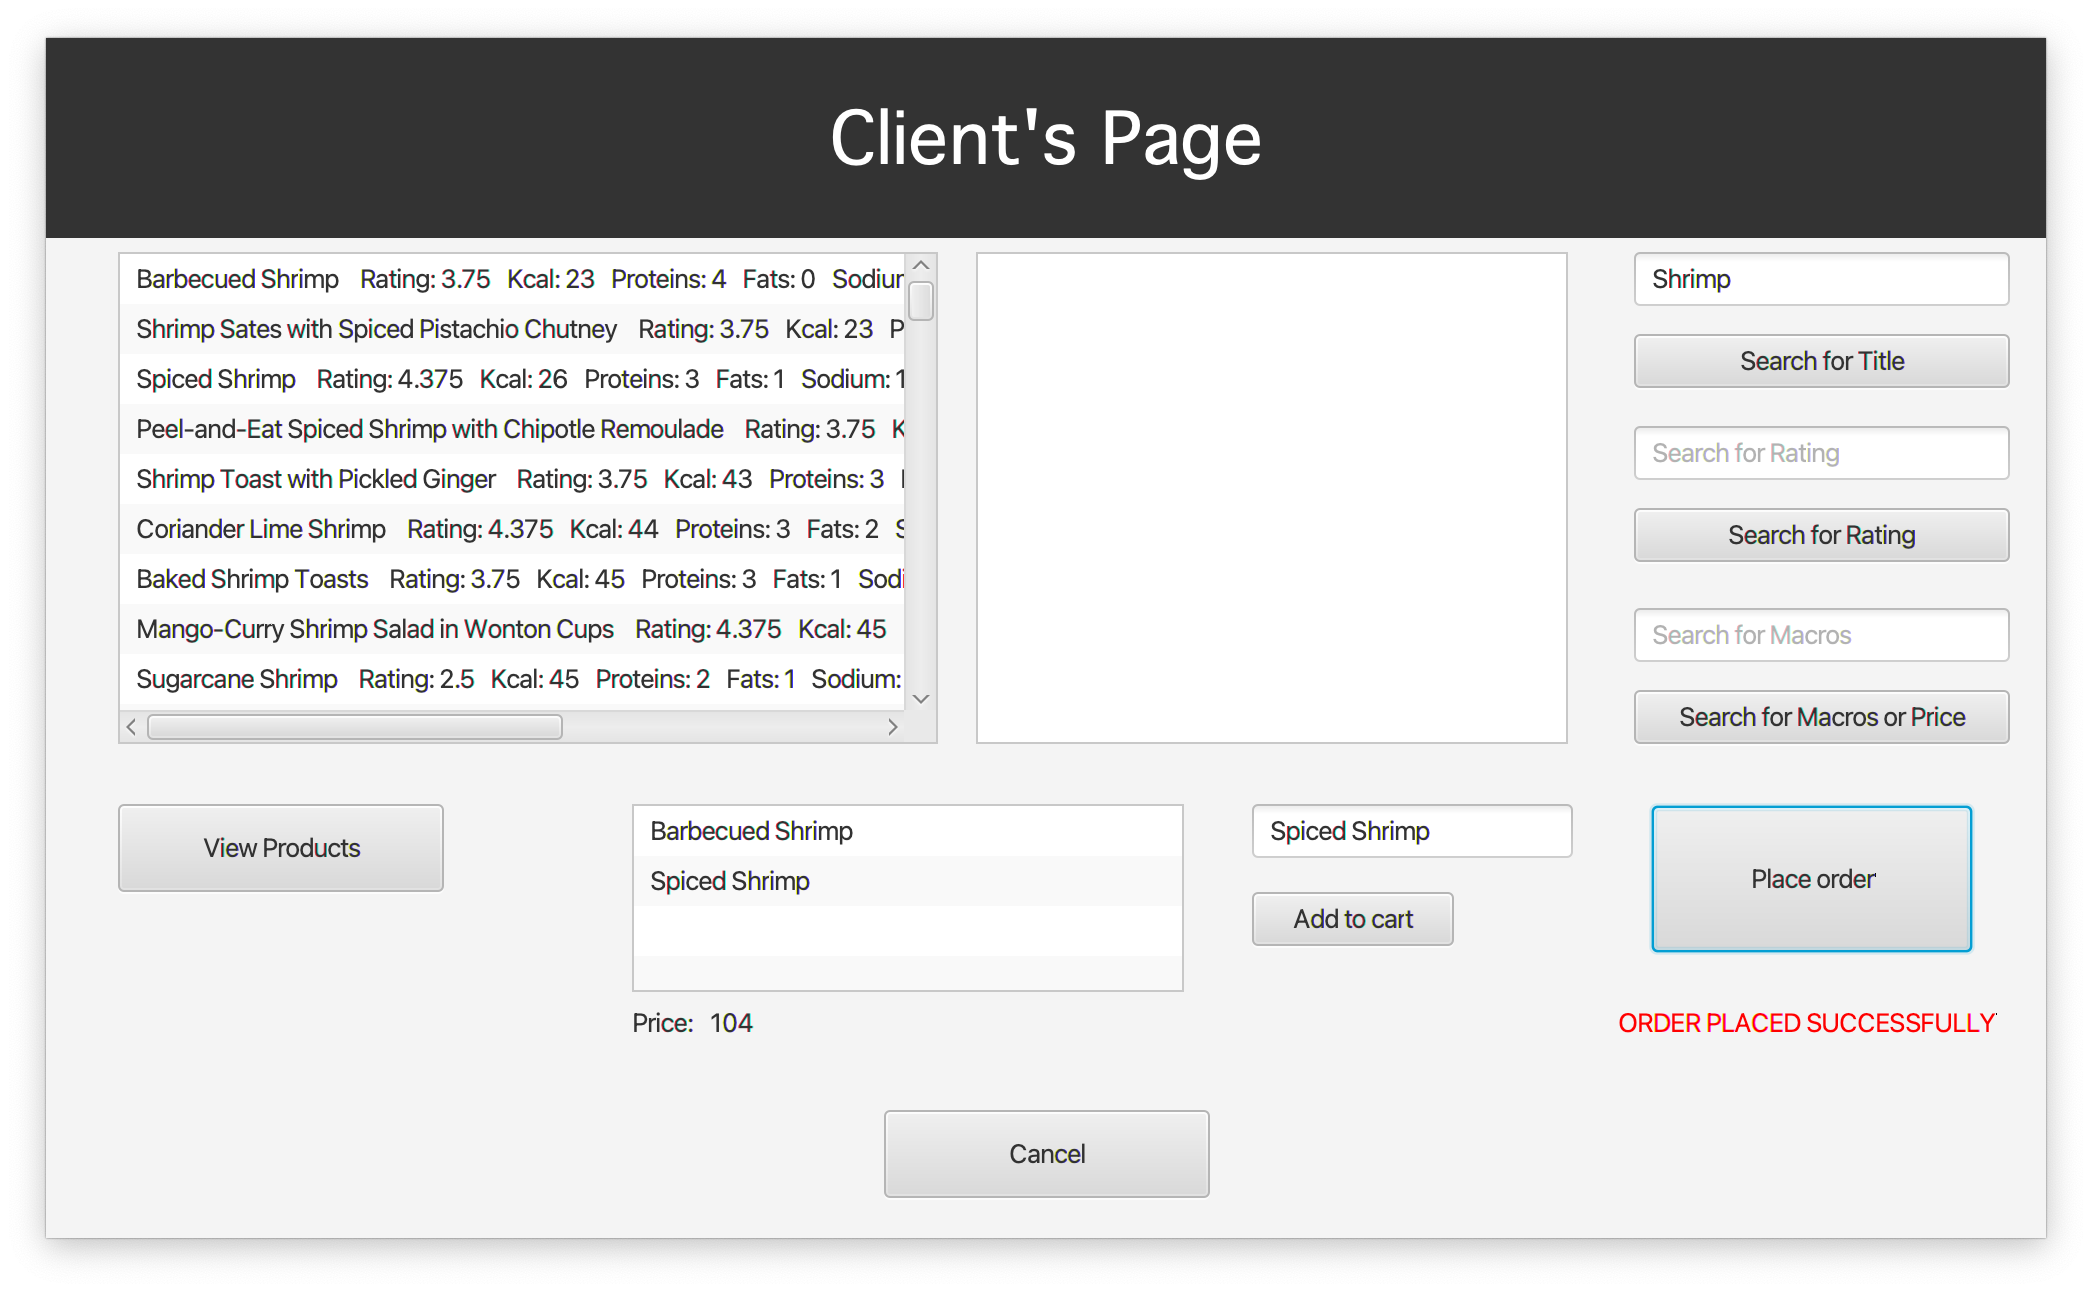 Client's Page
Barbecued Shrimp Rating: 3.75 Kcal: 23 Proteins: 4 Fats: 0
Shrimp Sates with Spiced Pistachio Chutney Rating: 3.75 Kcal: 23
Spiced Shrimp Rating: 4.375 Kcal: 26 Proteins: 3 Fats: 1 Sodium: 1
Peel-and-Eat Spiced Shrimp with Chipotle Remoulade Rating: 3.75
Shrimp Toast with Pickled Ginger Rating: 3.75 Kcal: 43 Proteins: 3
Coriander Lime Shrimp Rating: 4.375 Kcal: 44 Proteins: 3 Fats: 2
Baked Shrimp Toasts Rating: 3.75 Kcal: 45 Proteins: 3 Fats: 1 Sodi
Mango-Curry Shrimp Salad in Wonton Cups Rating: 4.375 Kcal: 45
Sugarcane Shrimp Rating: 2.5 Kcal: 45 Proteins: 2 Fats: 1 Sodium:
Shrimp
Search for Title
Search for Rating
Search for Rating
Search for Macros
Search for Macros or Price
View Products
Barbecued Shrimp
Spiced Shrimp
Price: 104
Spiced Shrimp
Add to cart
Place order
ORDER PLACED SUCCESSFULLY
Cancel